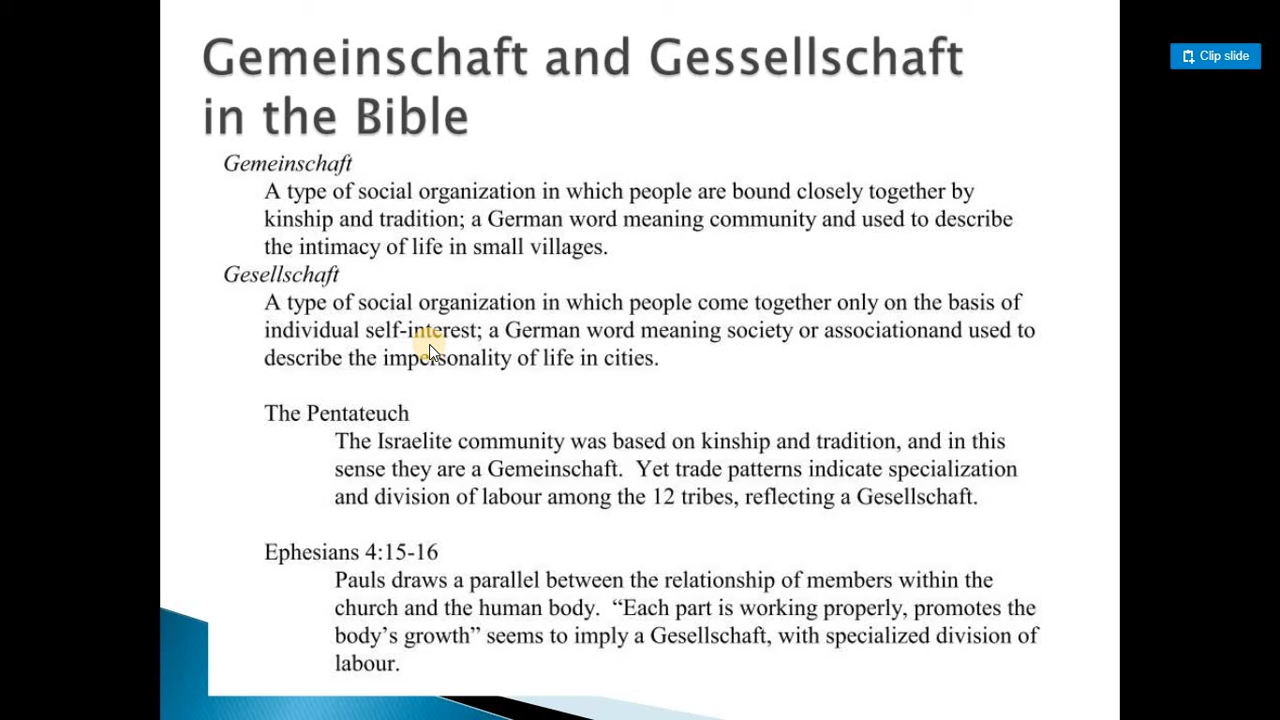 Gemeinschaft and Gessellschaft
in the Bible
Clip slide
Gemeinschaft
A type of social organization in which people are bound closely together by
kinship and tradition; a German word meaning community and used to describe
the intimacy of life in small villages.
Gesellschaft
A type of social organization in which people come together only on the basis of
individual self-interest; a German word meaning society or associationand used to
describe the impersonality of life in cities.
The Pentateuch
The Israelite community was based on kinship and tradition, and in this
sense they are a Gemeinschaft.  Yet trade patterns indicate specialization
and division of labour among the 12 tribes, reflecting a Gesellschaft.
Ephesians 4:15-16
Pauls draws a parallel between the relationship of members within the
church and the human body.  “Each part is working properly, promotes the
body’s growth” seems to imply a Gesellschaft, with specialized division of
labour.